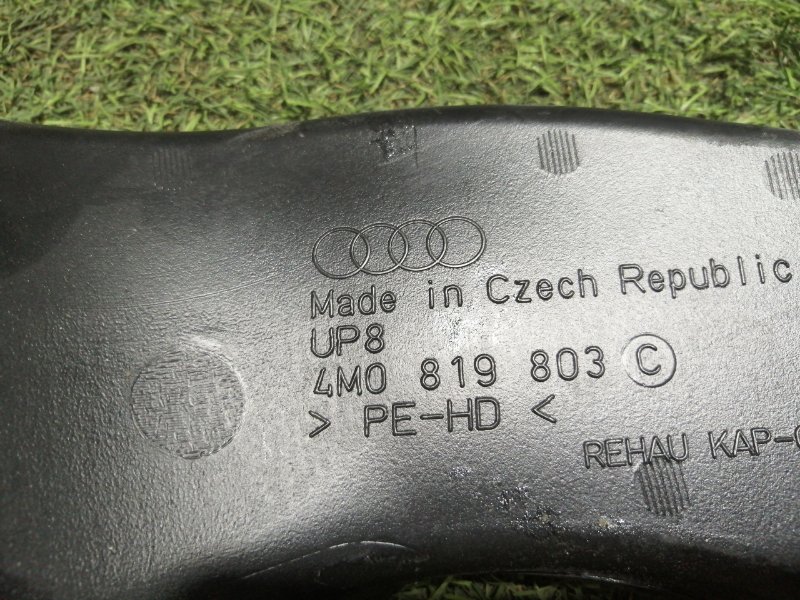 Made in Czech Republic
UP8
4M0 819 803 C
> PE-HD <
REHAU